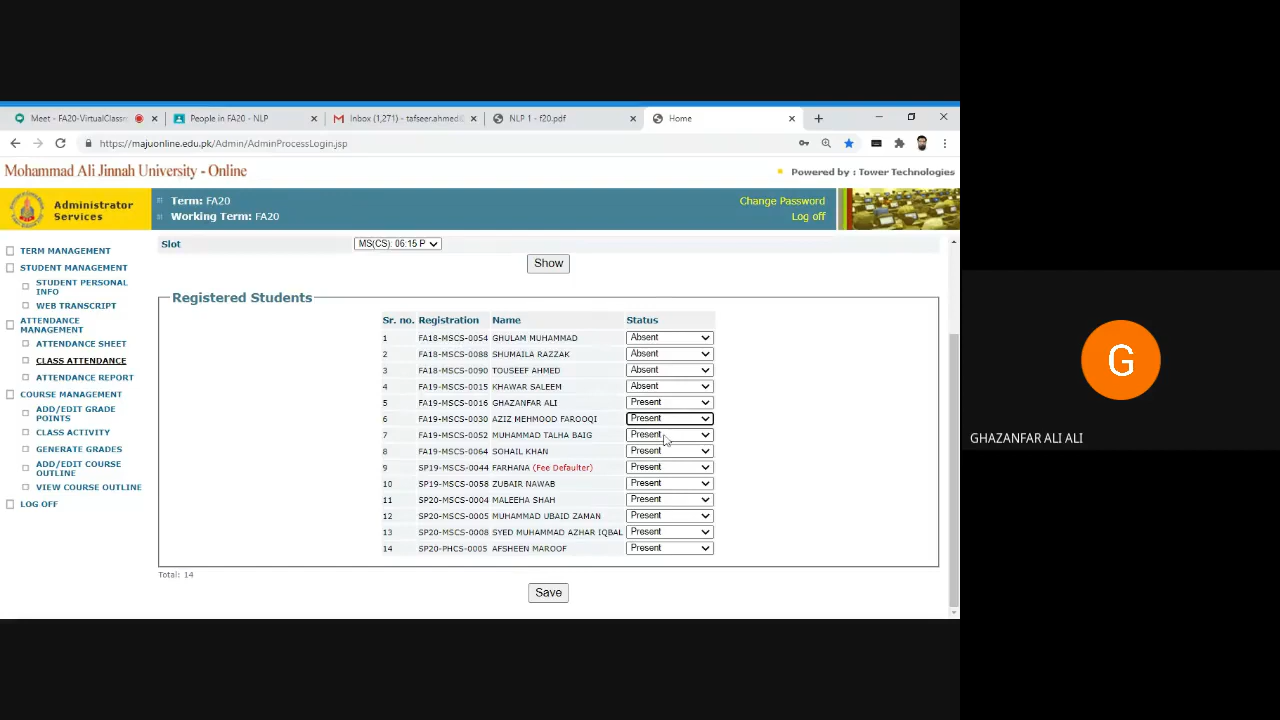 Meet - FA20-VirtualClass
People in FA20 - NLP
Inbox (1,271) - tafseer.ahmed@
NLP 1 - f20.pdf
Home
https://majuonline.edu.pk/Admin/AdminProcessLogin.jsp
Mohammad Ali Jinnah University - Online
Powered by : Tower Technologies
Administrator
Services
Term: FA20
Working Term: FA20
Change Password
Log off
TERM MANAGEMENT
STUDENT MANAGEMENT
STUDENT PERSONAL
INFO
WEB TRANSCRIPT
ATTENDANCE
MANAGEMENT
ATTENDANCE SHEET
CLASS ATTENDANCE
ATTENDANCE REPORT
COURSE MANAGEMENT
ADD/EDIT GRADE
POINTS
CLASS ACTIVITY
GENERATE GRADES
ADD/EDIT COURSE
OUTLINE
VIEW COURSE OUTLINE
LOG OFF
Slot MS(CS): 06:15 P
Show
Registered Students
Sr. no. Registration Name Status
1 FA18-MSCS-0054 GHULAM MUHAMMAD Absent
2 FA18-MSCS-0088 SHUMAILA RAZZAK Absent
3 FA18-MSCS-0090 TOUSEEF AHMED Absent
4 FA19-MSCS-0015 KHAWAR SALEEM Absent
5 FA19-MSCS-0016 GHAZANFAR ALI Present
6 FA19-MSCS-0030 AZIZ MEHMOOD FAROOQI Present
7 FA19-MSCS-0052 MUHAMMAD TALHA BAIG Present
8 FA19-MSCS-0064 SOHAIL KHAN Present
9 SP19-MSCS-0044 FARHANA (Fee Defaulter) Present
10 SP19-MSCS-0058 ZUBAIR NAWAB Present
11 SP20-MSCS-0004 MALEEHA SHAH Present
12 SP20-MSCS-0005 MUHAMMAD UBAID ZAMAN Present
13 SP20-MSCS-0008 SYED MUHAMMAD AZHAR IQBAL Present
14 SP20-PHCS-0005 AFSHEEN MAROOF Present
Total: 14
Save
G
GHAZANFAR ALI ALI